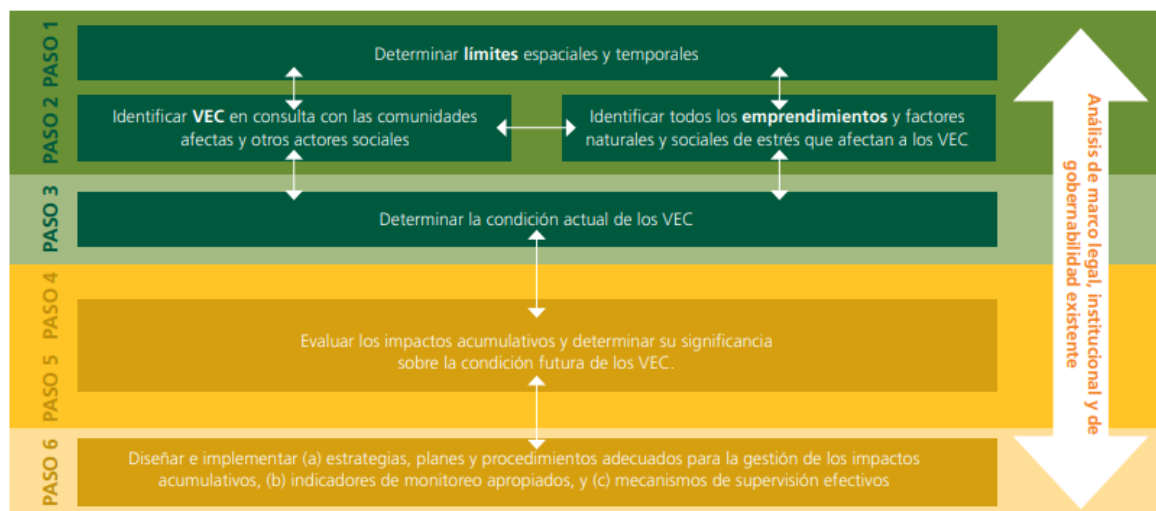 PASO 1
Determinar límites espaciales y temporales
PASO 2
Identificar VEC en consulta con las comunidades
afectas y otros actores sociales
Identificar todos los emprendimientos y factores
naturales y sociales de estrés que afectan a los VEC
PASO 3
Determinar la condición actual de los VEC
PASO 4
PASO 5
Evaluar los impactos acumulativos y determinar su significancia
sobre la condición futura de los VEC.
PASO 6
Diseñar e implementar (a) estrategias, planes y procedimientos adecuados para la gestión de los impactos
acumulativos, (b) indicadores de monitoreo apropiados, y (c) mecanismos de supervisión efectivos
Análisis de marco legal, institucional y de
gobernabilidad existente